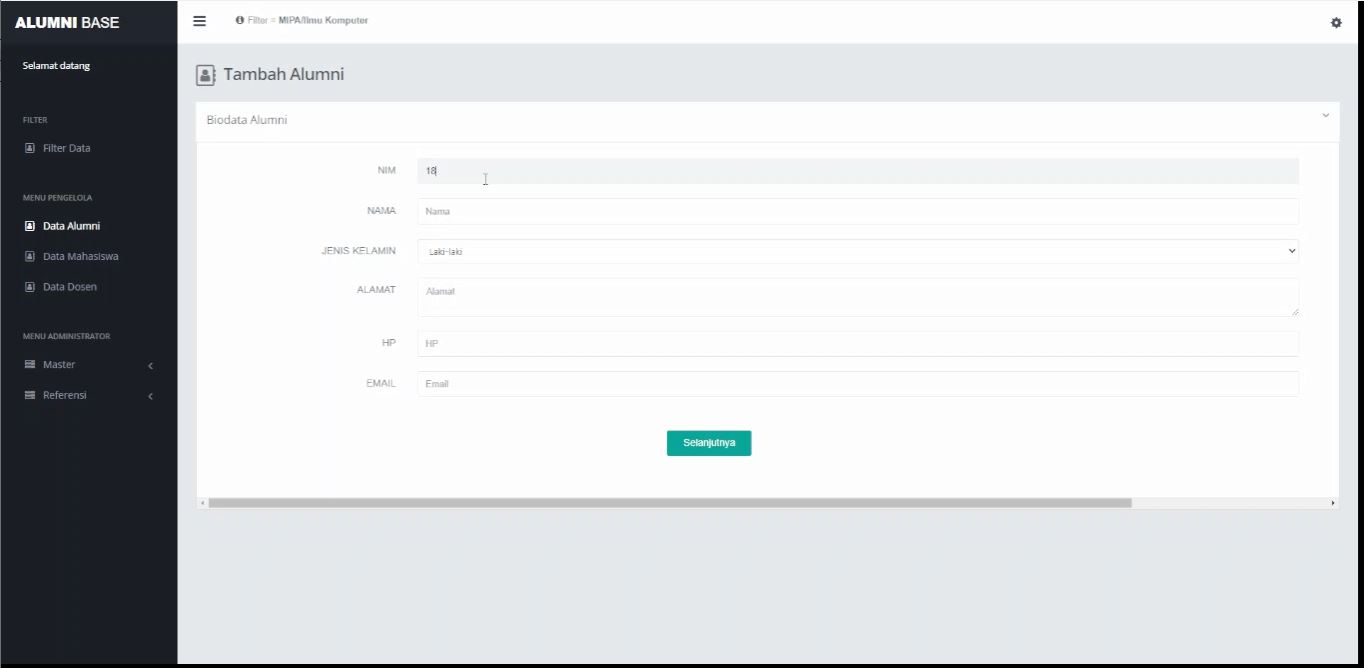 ALUMNI BASE
Filter = MIPA/Ilmu Komputer
Selamat datang
FILTER
Filter Data
MENU PENGELOLA
Data Alumni
Data Mahasiswa
Data Dosen
MENU ADMINISTRATOR
Master
Referensi
Tambah Alumni
Biodata Alumni
NIM 18
NAMA Nama
JENIS KELAMIN Laki-laki
ALAMAT Alamat
HP HP
EMAIL Email
Selanjutnya